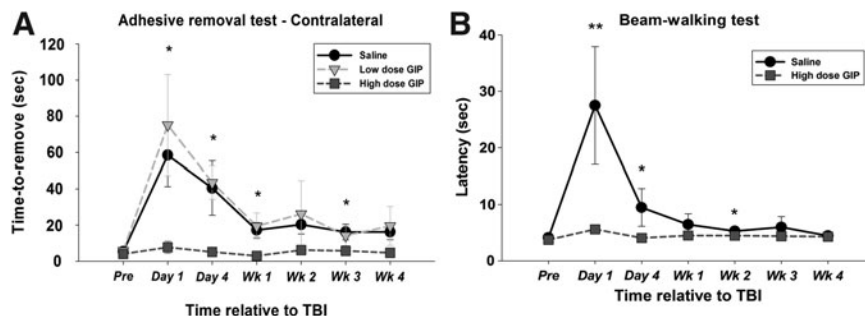 A
Adhesive removal test - Contralateral
Time-to-remove (sec)
120
100
80
60
40
20
0
*
*
*
*
Saline
Low dose GIP
High dose GIP
Pre Day 1 Day 4 Wk 1 Wk 2 Wk 3 Wk 4
Time relative to TBI
B
Beam-walking test
Latency (sec)
40
30
20
10
0
**
*
*
Saline
High dose GIP
Pre Day 1 Day 4 Wk 1 Wk 2 Wk 3 Wk 4
Time relative to TBI